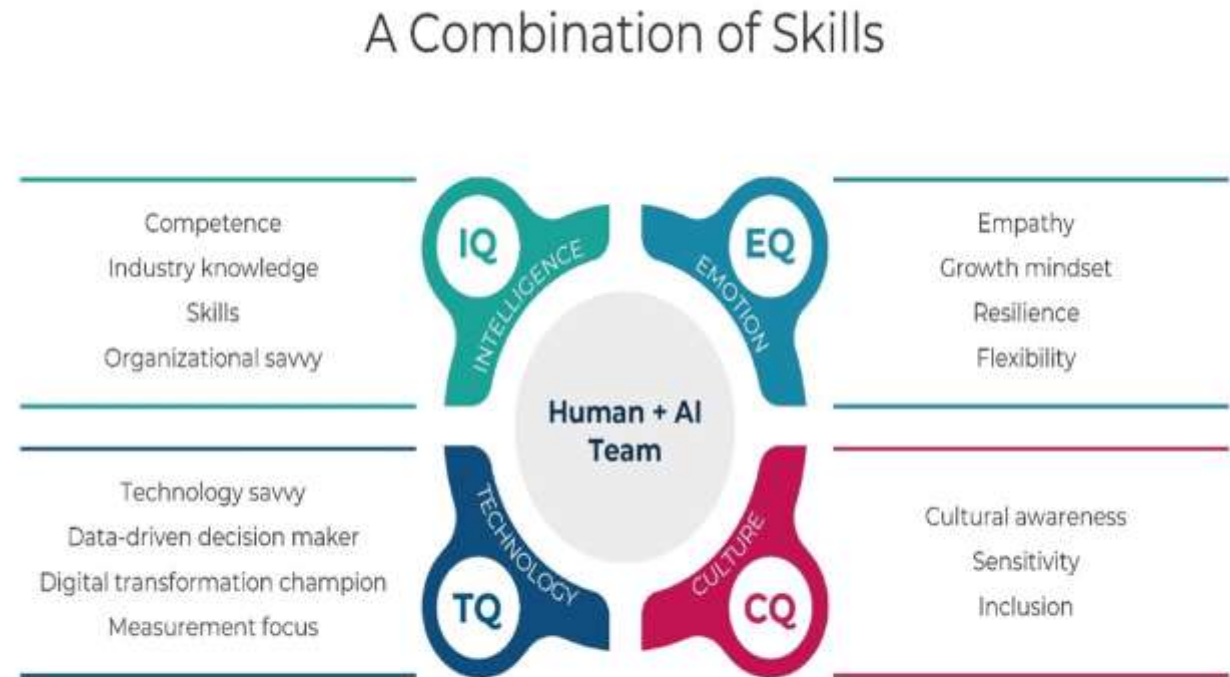 A Combination of Skills
Competence
Industry knowledge
Skills
Organizational savvy
IQ
INTELLIGENCE
EQ
EMOTION
Empathy
Growth mindset
Resilience
Flexibility
Human + AI
Team
Technology savvy
Data-driven decision maker
Digital transformation champion
Measurement focus
TQ
TECHNOLOGY
CQ
CULTURE
Cultural awareness
Sensitivity
Inclusion